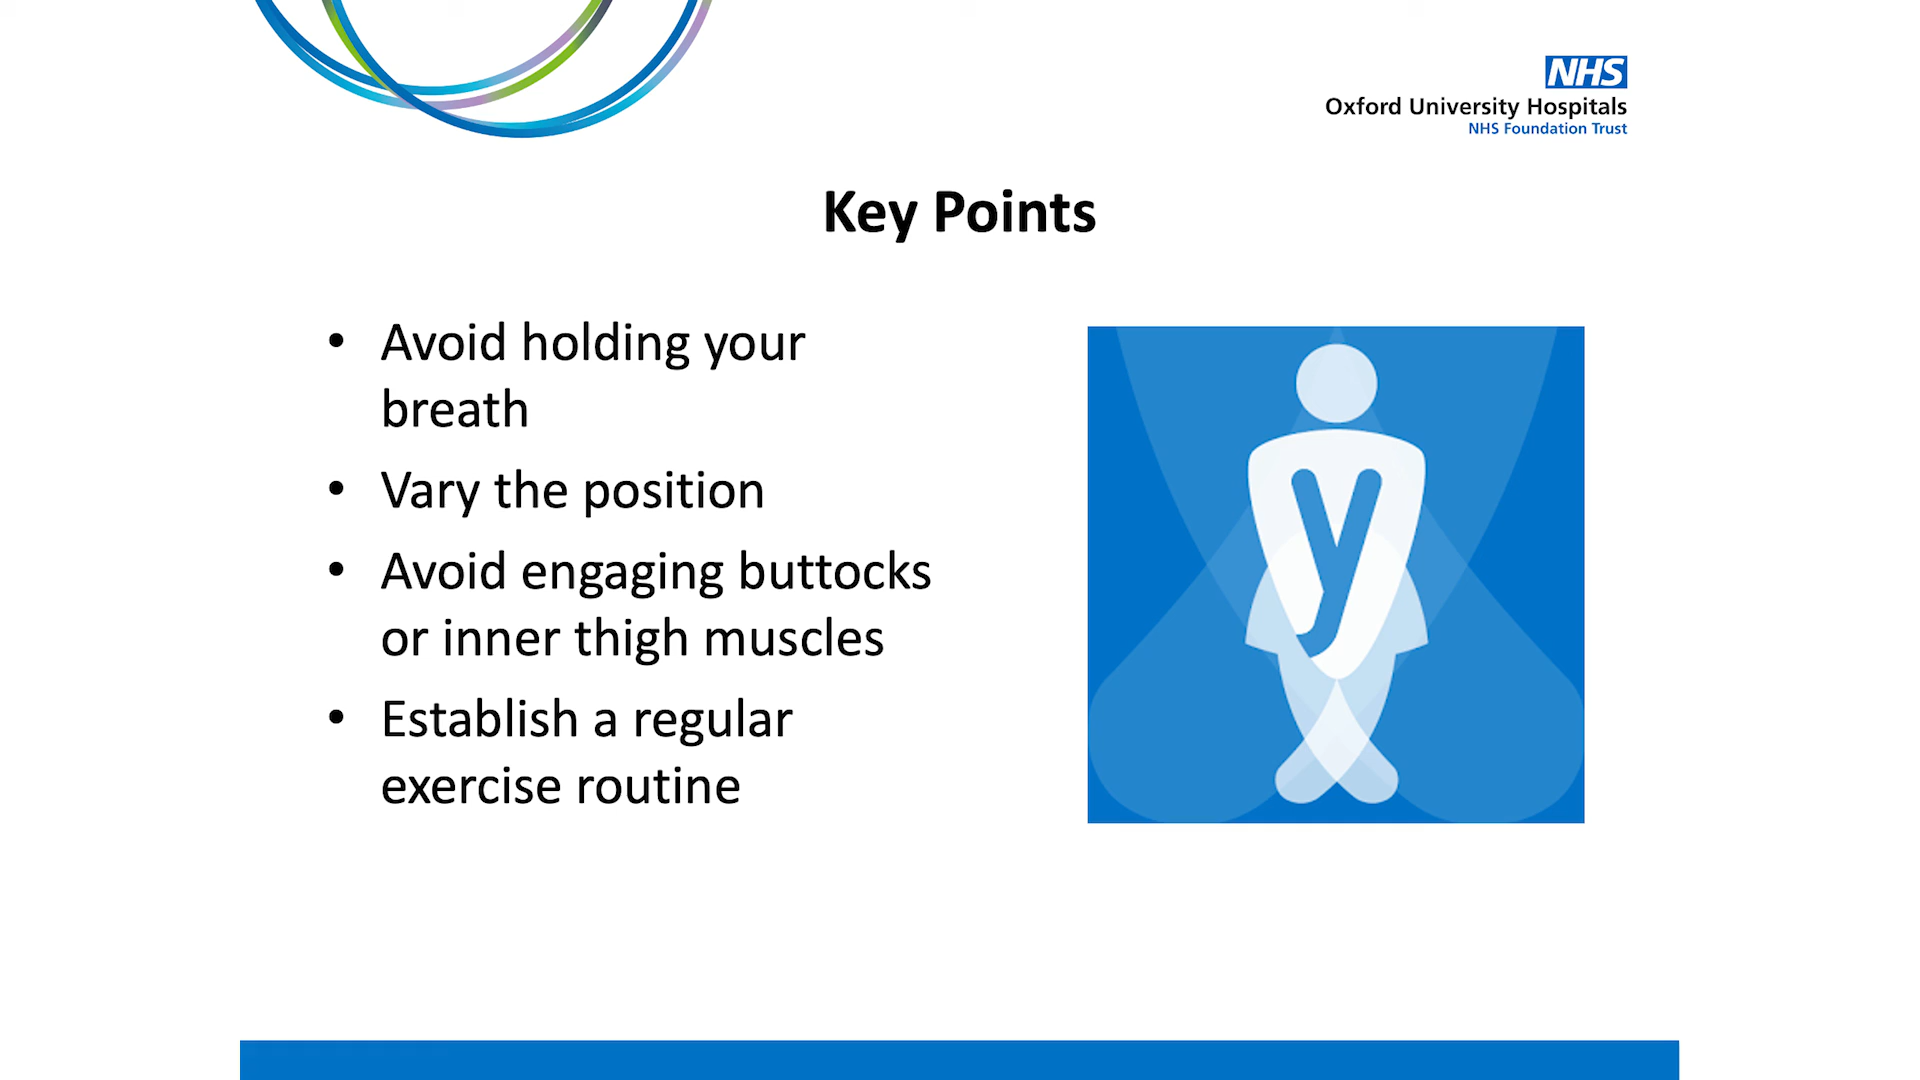 NHS
Oxford University Hospitals
NHS Foundation Trust
Key Points
• Avoid holding your
breath
• Vary the position
• Avoid engaging buttocks
or inner thigh muscles
• Establish a regular
exercise routine
y